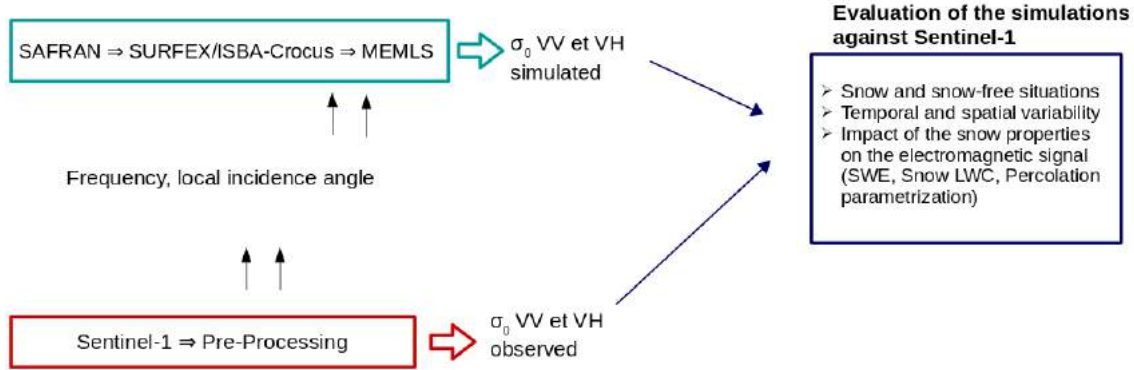 SAFRAN ⇒ SURFEX/ISBA-Crocus ⇒ MEMLS
σ₀ VV et VH
simulated
Frequency, local incidence angle
Sentinel-1 ⇒ Pre-Processing
σ₀ VV et VH
observed
Evaluation of the simulations
against Sentinel-1
➢ Snow and snow-free situations
➢ Temporal and spatial variability
➢ Impact of the snow properties
on the electromagnetic signal
(SWE, Snow LWC, Percolation
parametrization)